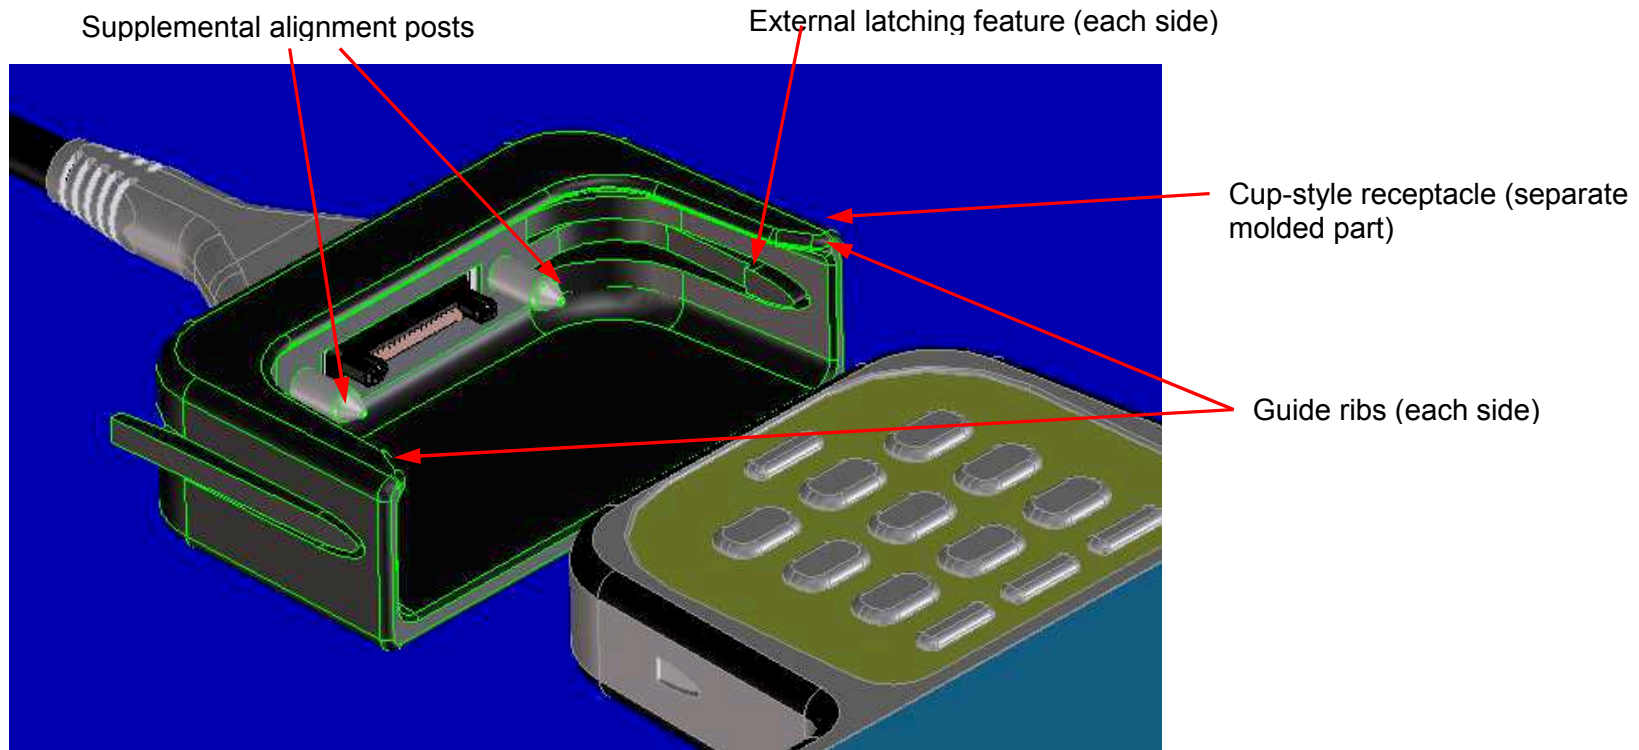 Supplemental alignment posts
External latching feature (each side)
Cup-style receptacle (separate
molded part)
Guide ribs (each side)